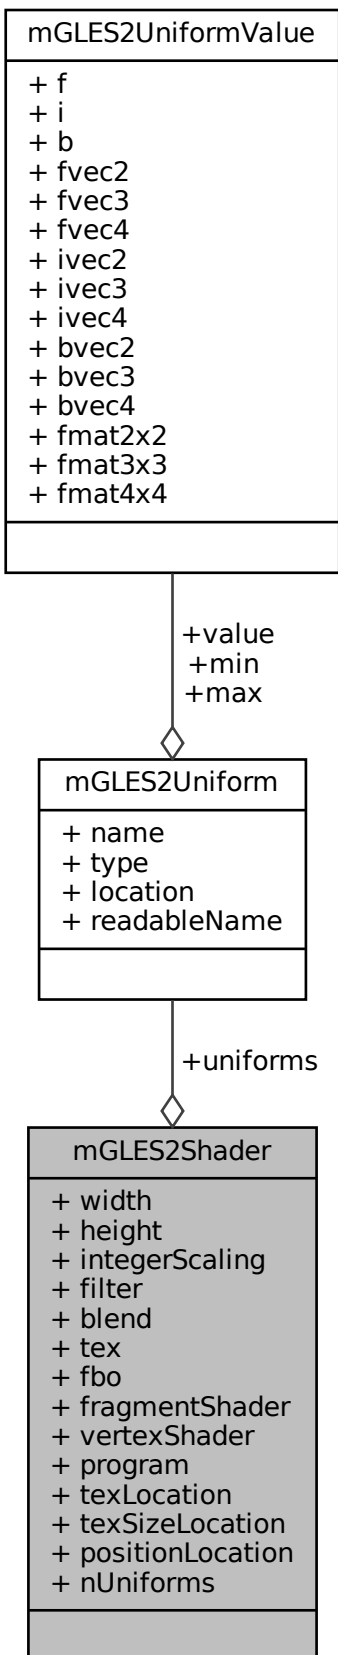 mGLES2UniformValue
+ f
+ i
+ b
+ fvec2
+ fvec3
+ fvec4
+ ivec2
+ ivec3
+ ivec4
+ bvec2
+ bvec3
+ bvec4
+ fmat2x2
+ fmat3x3
+ fmat4x4
+value
+min
+max
mGLES2Uniform
+ name
+ type
+ location
+ readableName
+uniforms
mGLES2Shader
+ width
+ height
+ integerScaling
+ filter
+ blend
+ tex
+ fbo
+ fragmentShader
+ vertexShader
+ program
+ texLocation
+ texSizeLocation
+ positionLocation
+ nUniforms